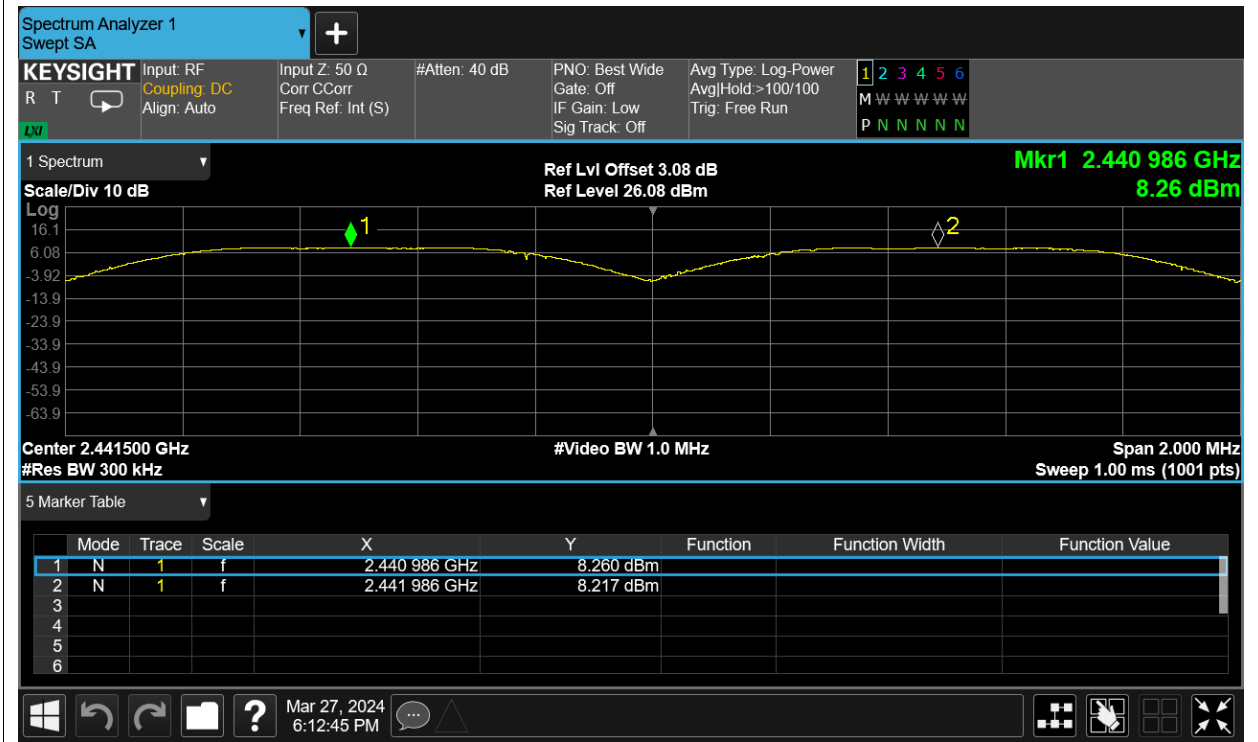 Spectrum Analyzer 1
Swept SA
+
KEYSIGHT Input: RF Input Z: 50 Ω #Atten: 40 dB PNO: Best Wide Avg Type: Log-Power 1 2 3 4 5 6
R T Coupling: DC Corr CCorr Gate: Off Avg|Hold:>100/100 M W W W W W
Align: Auto Freq Ref: Int (S) IF Gain: Low Trig: Free Run
LXI Sig Track: Off P N N N N N
1 Spectrum Ref Lvl Offset 3.08 dB Mkr1 2.440 986 GHz
Scale/Div 10 dB Ref Level 26.08 dBm 8.26 dBm
Log
16.1 1 2
6.08
-3.92
-13.9
-23.9
-33.9
-43.9
-53.9
-63.9
Center 2.441500 GHz #Video BW 1.0 MHz Span 2.000 MHz
#Res BW 300 kHz Sweep 1.00 ms (1001 pts)
5 Marker Table
Mode Trace Scale X Y Function Function Width Function Value
1 N 1 f 2.440 986 GHz 8.260 dBm
2 N 1 f 2.441 986 GHz 8.217 dBm
3
4
5
6
? Mar 27, 2024
6:12:45 PM